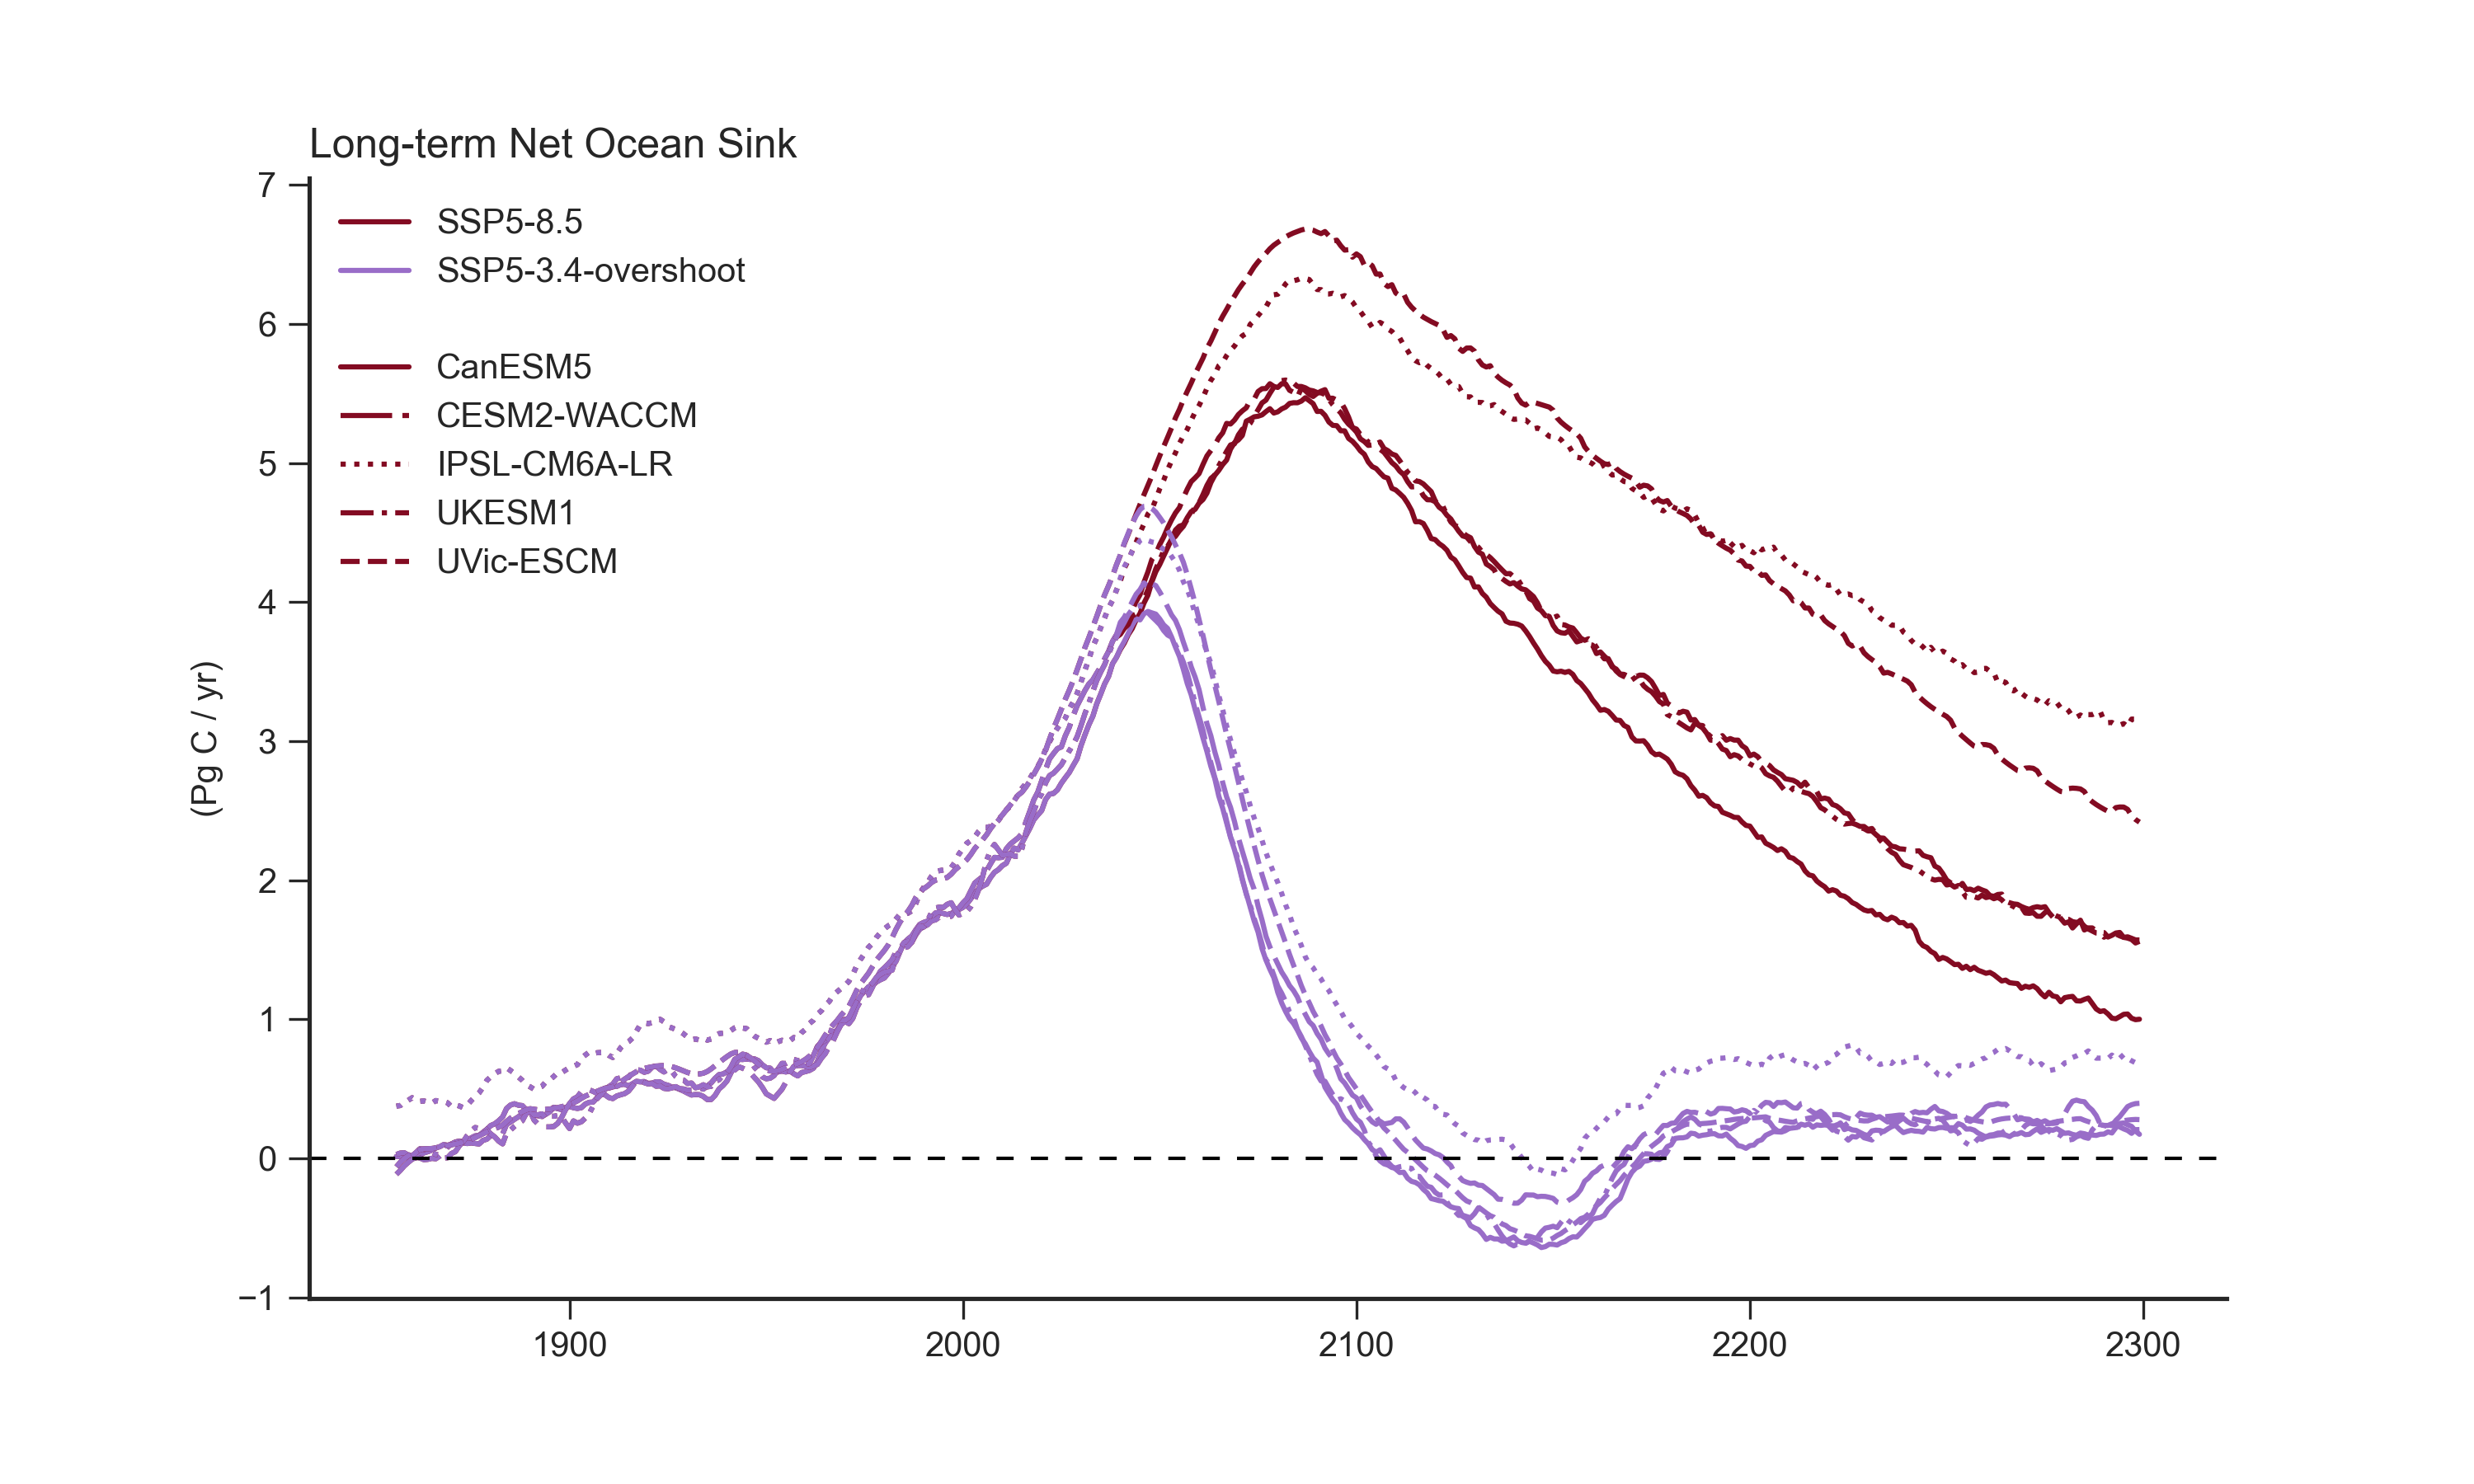 Long-term Net Ocean Sink
7
6
5
4
3
2
1
0
−1
(Pg C / yr)
SSP5-8.5
SSP5-3.4-overshoot
CanESM5
CESM2-WACCM
IPSL-CM6A-LR
UKESM1
UVic-ESCM
1900 2000 2100 2200 2300